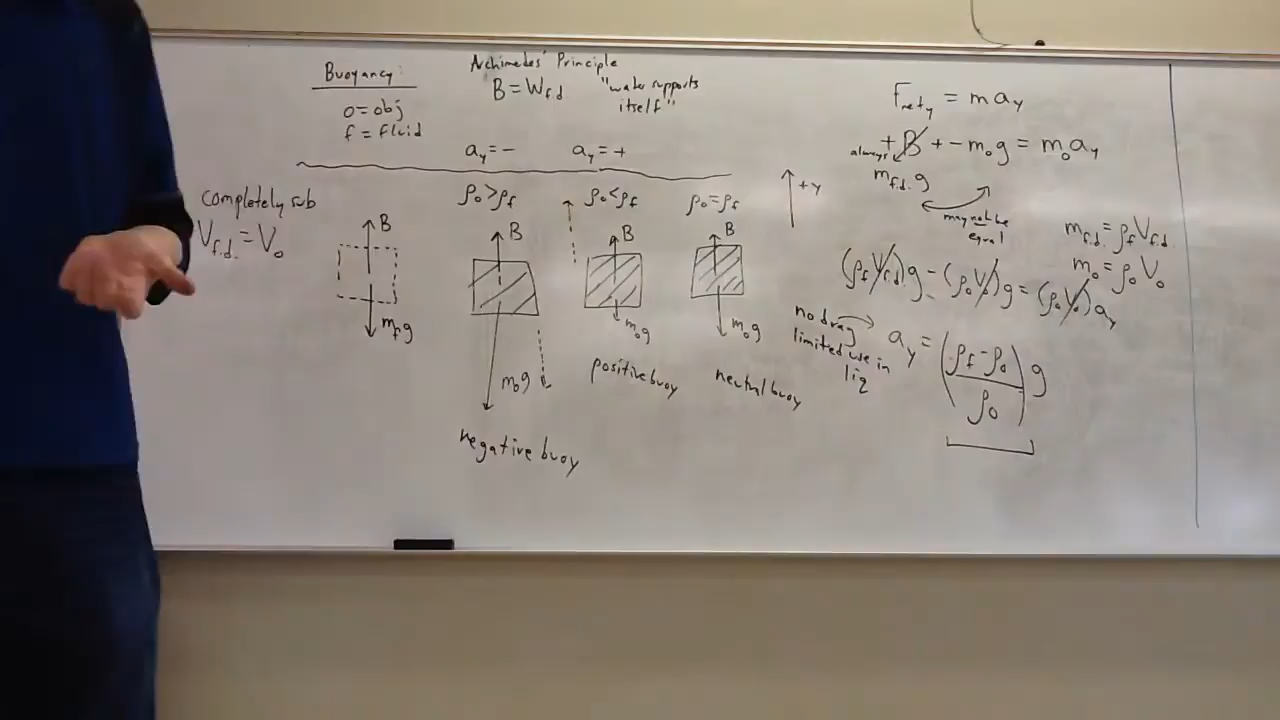 Buoyancy:
o = obj
f = fluid
Archimedes' Principle
B = W_f.d
"water supports
itself"
a_y = -
a_y = +
completely sub
V_f.d. = V_o
B
m_f g
ρ_o > ρ_f
B
m_o g
negative buoy
ρ_o < ρ_f
B
m_o g
positive buoy
ρ_o = ρ_f
B
m_o g
neutral buoy
+y
F_net y = m a_y
+ B + - m_o g = m_o a_y
always
m_f.d. g
may not be
equal
m_f.d. = ρ_f V_f.d.
m_o = ρ_o V_o
(ρ_f V_f.d) g - (ρ_o V_o) g = (ρ_o V_o) a_y
no drag
limited use in
liq
a_y = ((ρ_f - ρ_o) / ρ_o) g